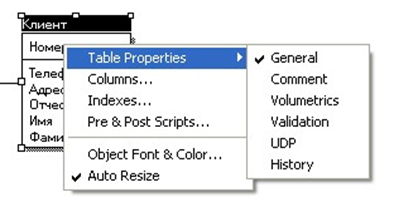 Клиент
Номер
Телеф
Адрес
Отчес
Имя
Фами
Table Properties
Columns...
Indexes...
Pre & Post Scripts...
Object Font & Color...
Auto Resize
General
Comment
Volumetrics
Validation
UDP
History